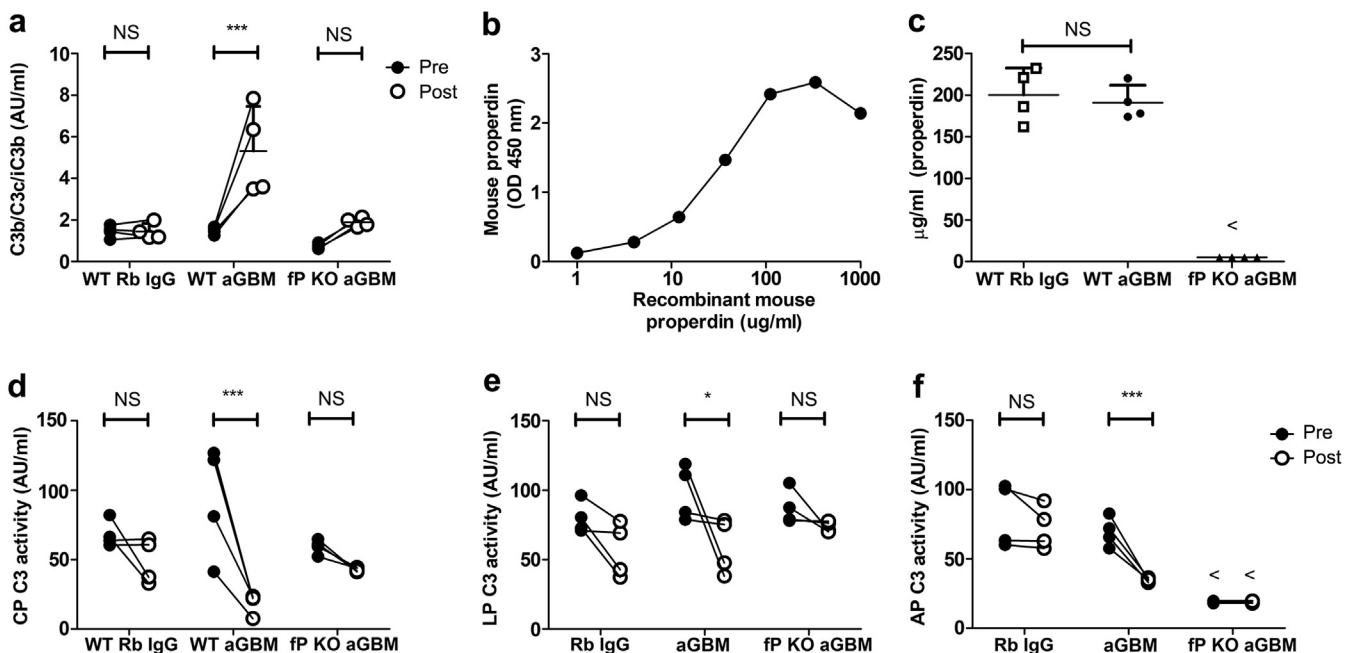 a
NS
***
NS
10
8
6
4
2
0
C3b/C3c/iC3b (AU/ml)
WT Rb IgG
WT aGBM
fP KO aGBM
Pre
Post
b
3
2
1
0
Mouse properdin
(OD 450 nm)
1
10
100
1000
Recombinant mouse
properdin (ug/ml)
c
NS
250
200
150
100
50
0
µg/ml (properdin)
<
WT Rb IgG
WT aGBM
fP KO aGBM
d
NS
***
NS
150
100
50
0
CP C3 activity (AU/ml)
WT Rb IgG
WT aGBM
fP KO aGBM
e
NS
*
NS
150
100
50
0
LP C3 activity (AU/ml)
Rb IgG
aGBM
fP KO aGBM
f
NS
***
150
100
50
0
AP C3 activity (AU/ml)
< <
Rb IgG
aGBM
fP KO aGBM
Pre
Post